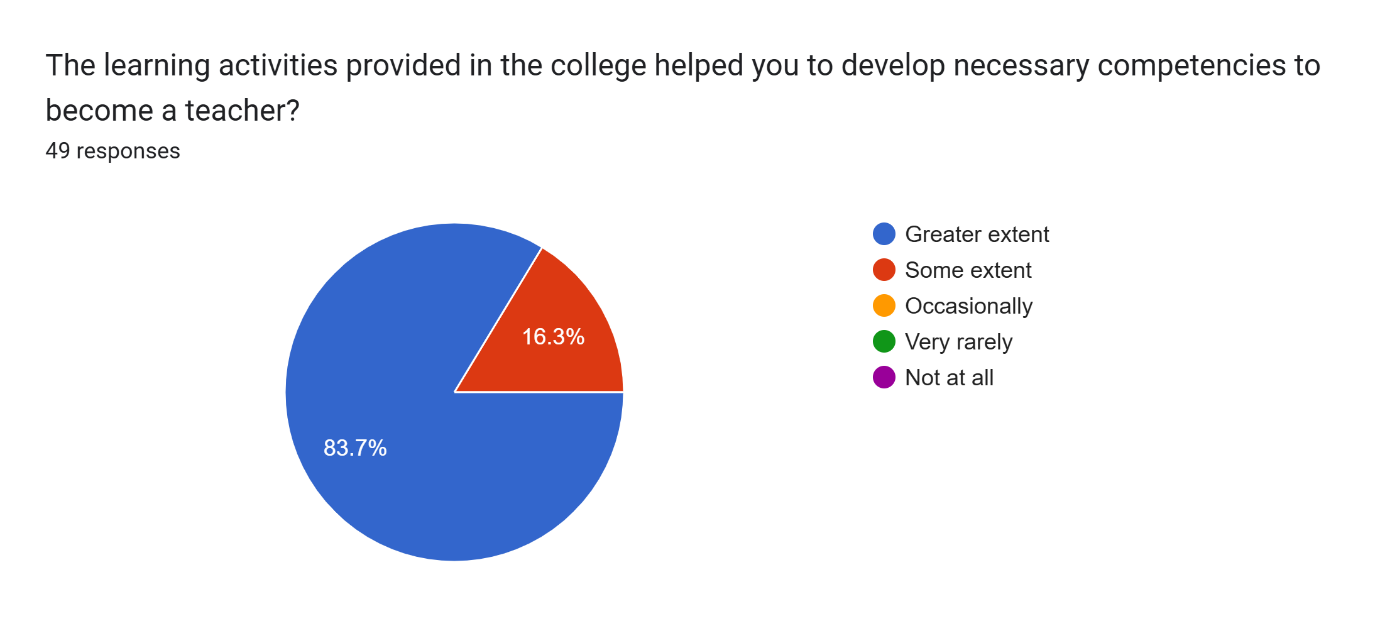 The learning activities provided in the college helped you to develop necessary competencies to
become a teacher?
49 responses
Greater extent
Some extent
Occasionally
Very rarely
Not at all
16.3%
83.7%